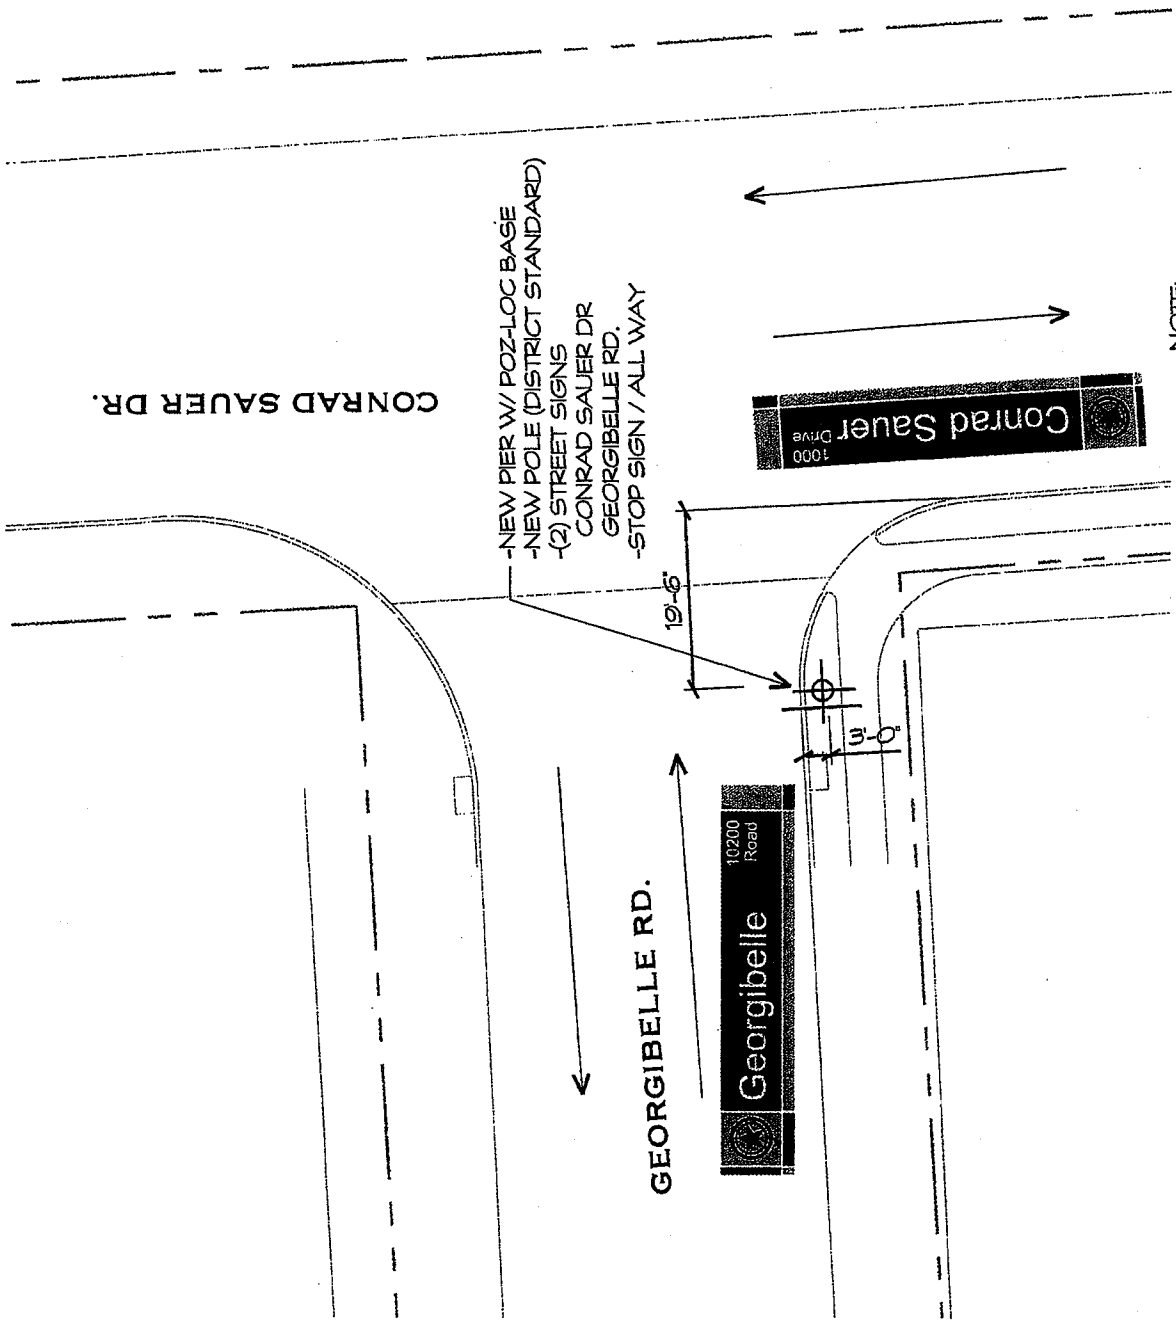 CONRAD SAUER DR.
-NEW PIER W/ POZ-LOC BASE
-NEW POLE (DISTRICT STANDARD)
-(2) STREET SIGNS
CONRAD SAUER DR
GEORGIBELLE RD.
-STOP SIGN / ALL WAY
19'-6"
3'-0"
1000
Conrad Sauer Drive
GEORGIBELLE RD.
10200
Georgibelle Road
NOTE: